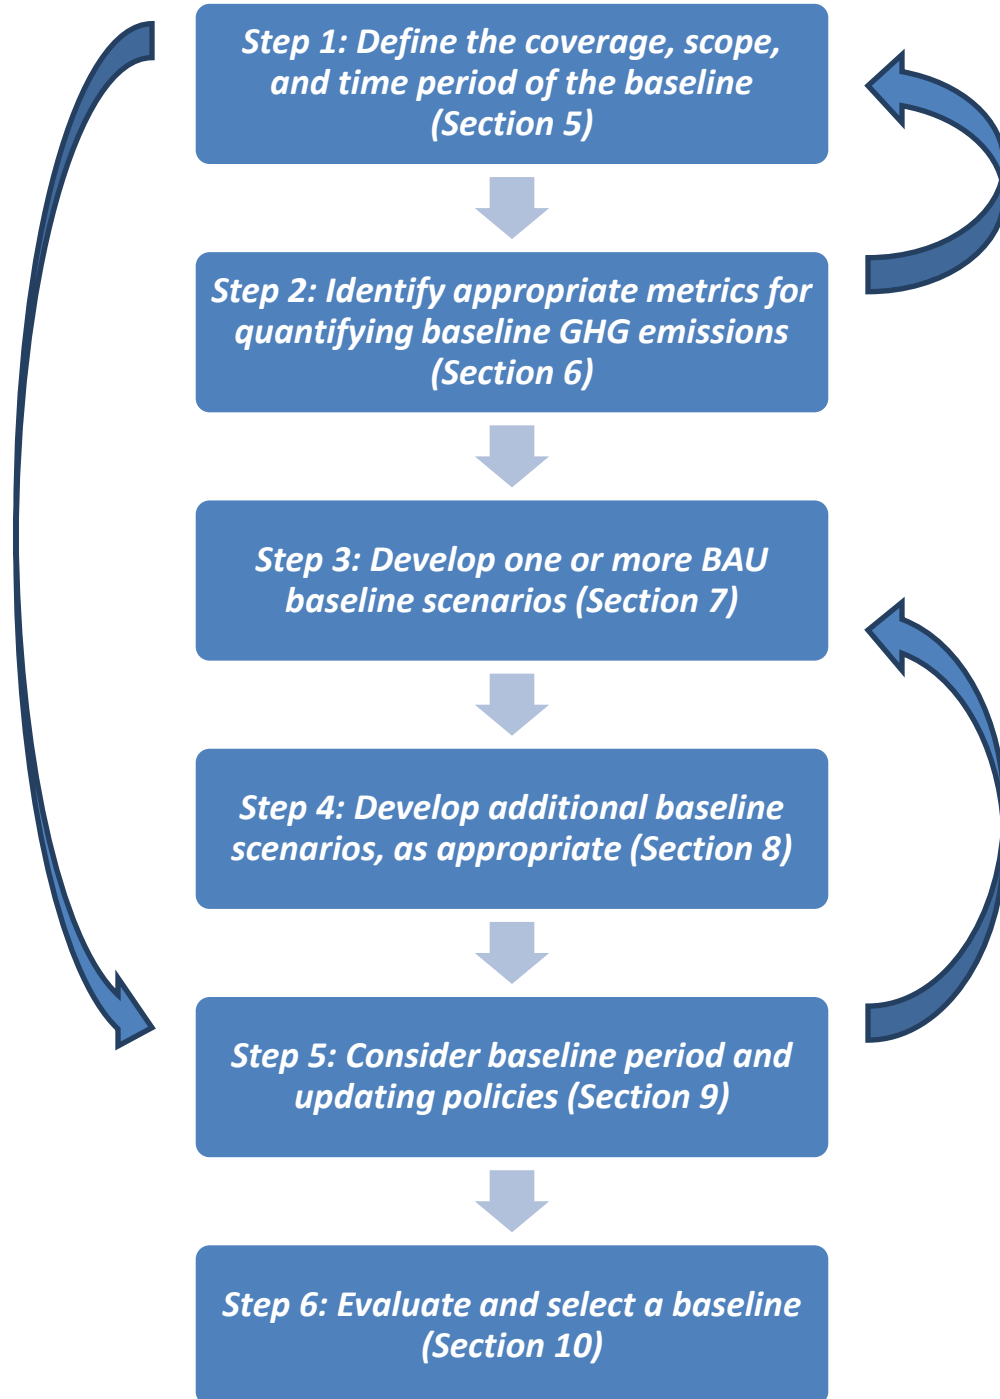 Step 1: Define the coverage, scope,
and time period of the baseline
(Section 5)
Step 2: Identify appropriate metrics for
quantifying baseline GHG emissions
(Section 6)
Step 3: Develop one or more BAU
baseline scenarios (Section 7)
Step 4: Develop additional baseline
scenarios, as appropriate (Section 8)
Step 5: Consider baseline period and
updating policies (Section 9)
Step 6: Evaluate and select a baseline
(Section 10)